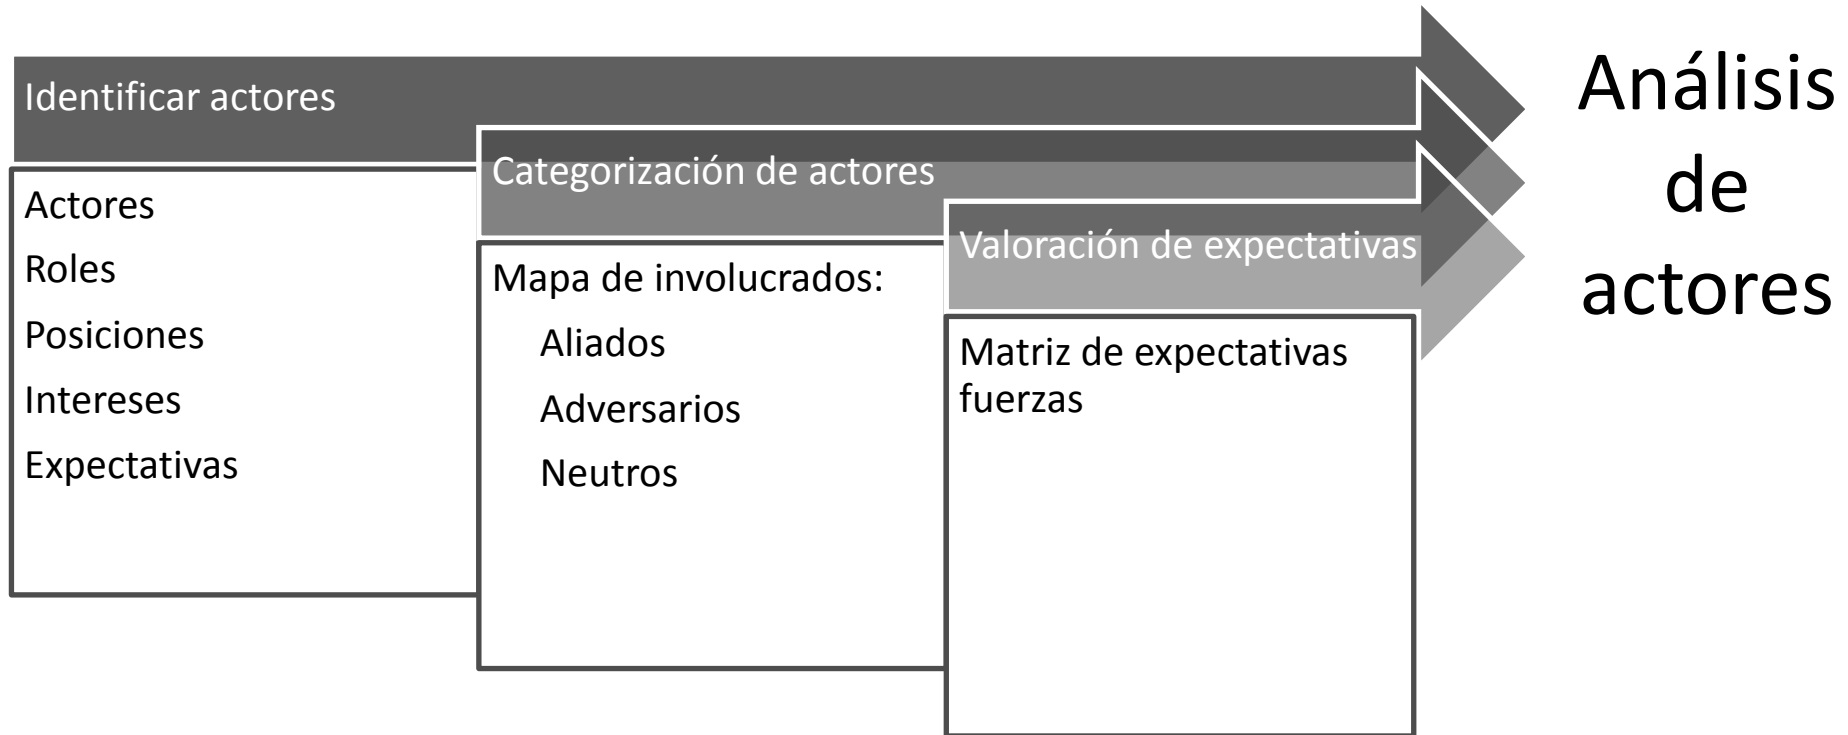 Identificar actores
Actores
Roles
Posiciones
Intereses
Expectativas
Categorización de actores
Mapa de involucrados:
Aliados
Adversarios
Neutros
Valoración de expectativas
Matriz de expectativas
fuerzas
Análisis
de
actores